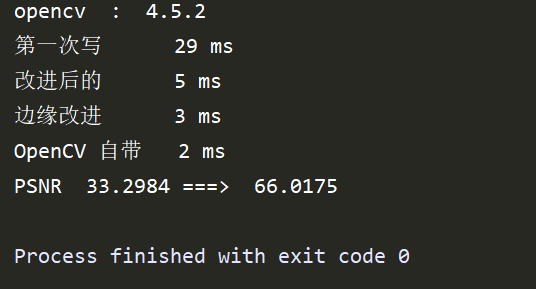 opencv  :  4.5.2
第一次写      29 ms
改进后的      5 ms
边缘改进      3 ms
OpenCV 自带   2 ms
PSNR  33.2984 ===>  66.0175
Process finished with exit code 0